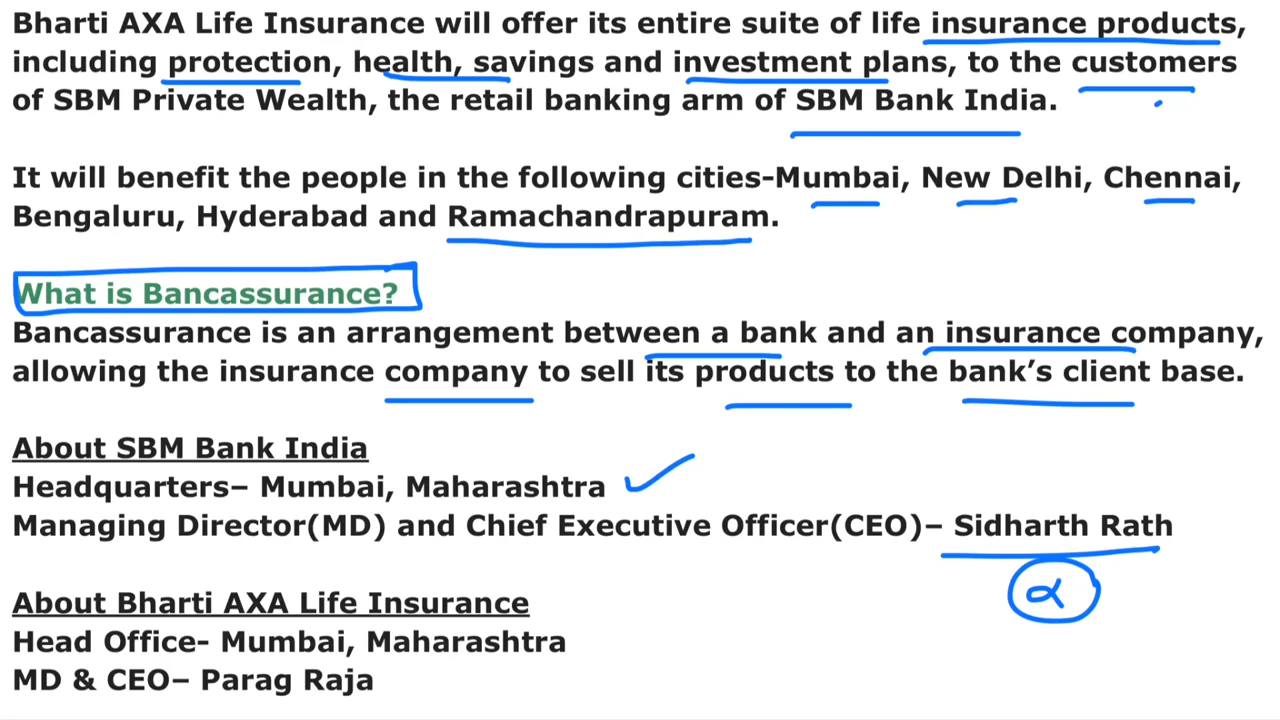 Bharti AXA Life Insurance will offer its entire suite of life insurance products,
including protection, health, savings and investment plans, to the customers
of SBM Private Wealth, the retail banking arm of SBM Bank India.
It will benefit the people in the following cities-Mumbai, New Delhi, Chennai,
Bengaluru, Hyderabad and Ramachandrapuram.
What is Bancassurance?
Bancassurance is an arrangement between a bank and an insurance company,
allowing the insurance company to sell its products to the bank’s client base.
About SBM Bank India
Headquarters– Mumbai, Maharashtra
Managing Director(MD) and Chief Executive Officer(CEO)– Sidharth Rath
α
About Bharti AXA Life Insurance
Head Office- Mumbai, Maharashtra
MD & CEO– Parag Raja